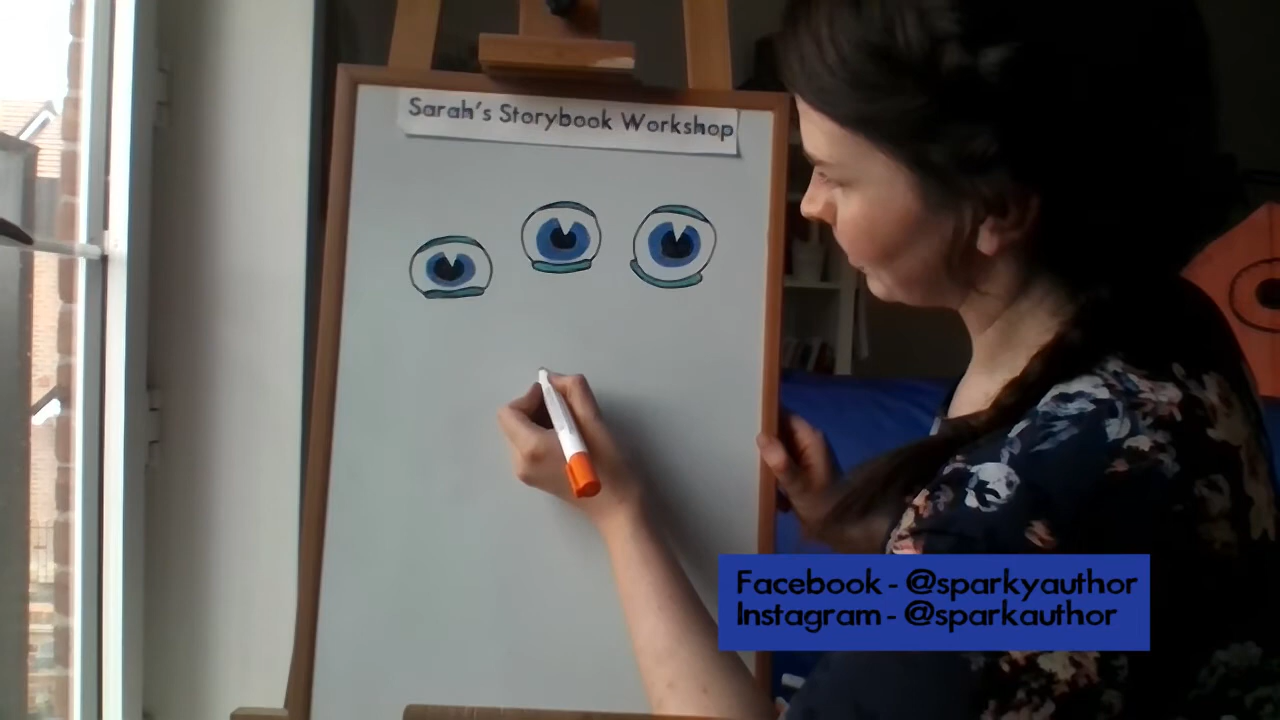 Sarah's Storybook Workshop
Facebook - @sparkyauthor
Instagram - @sparkauthor